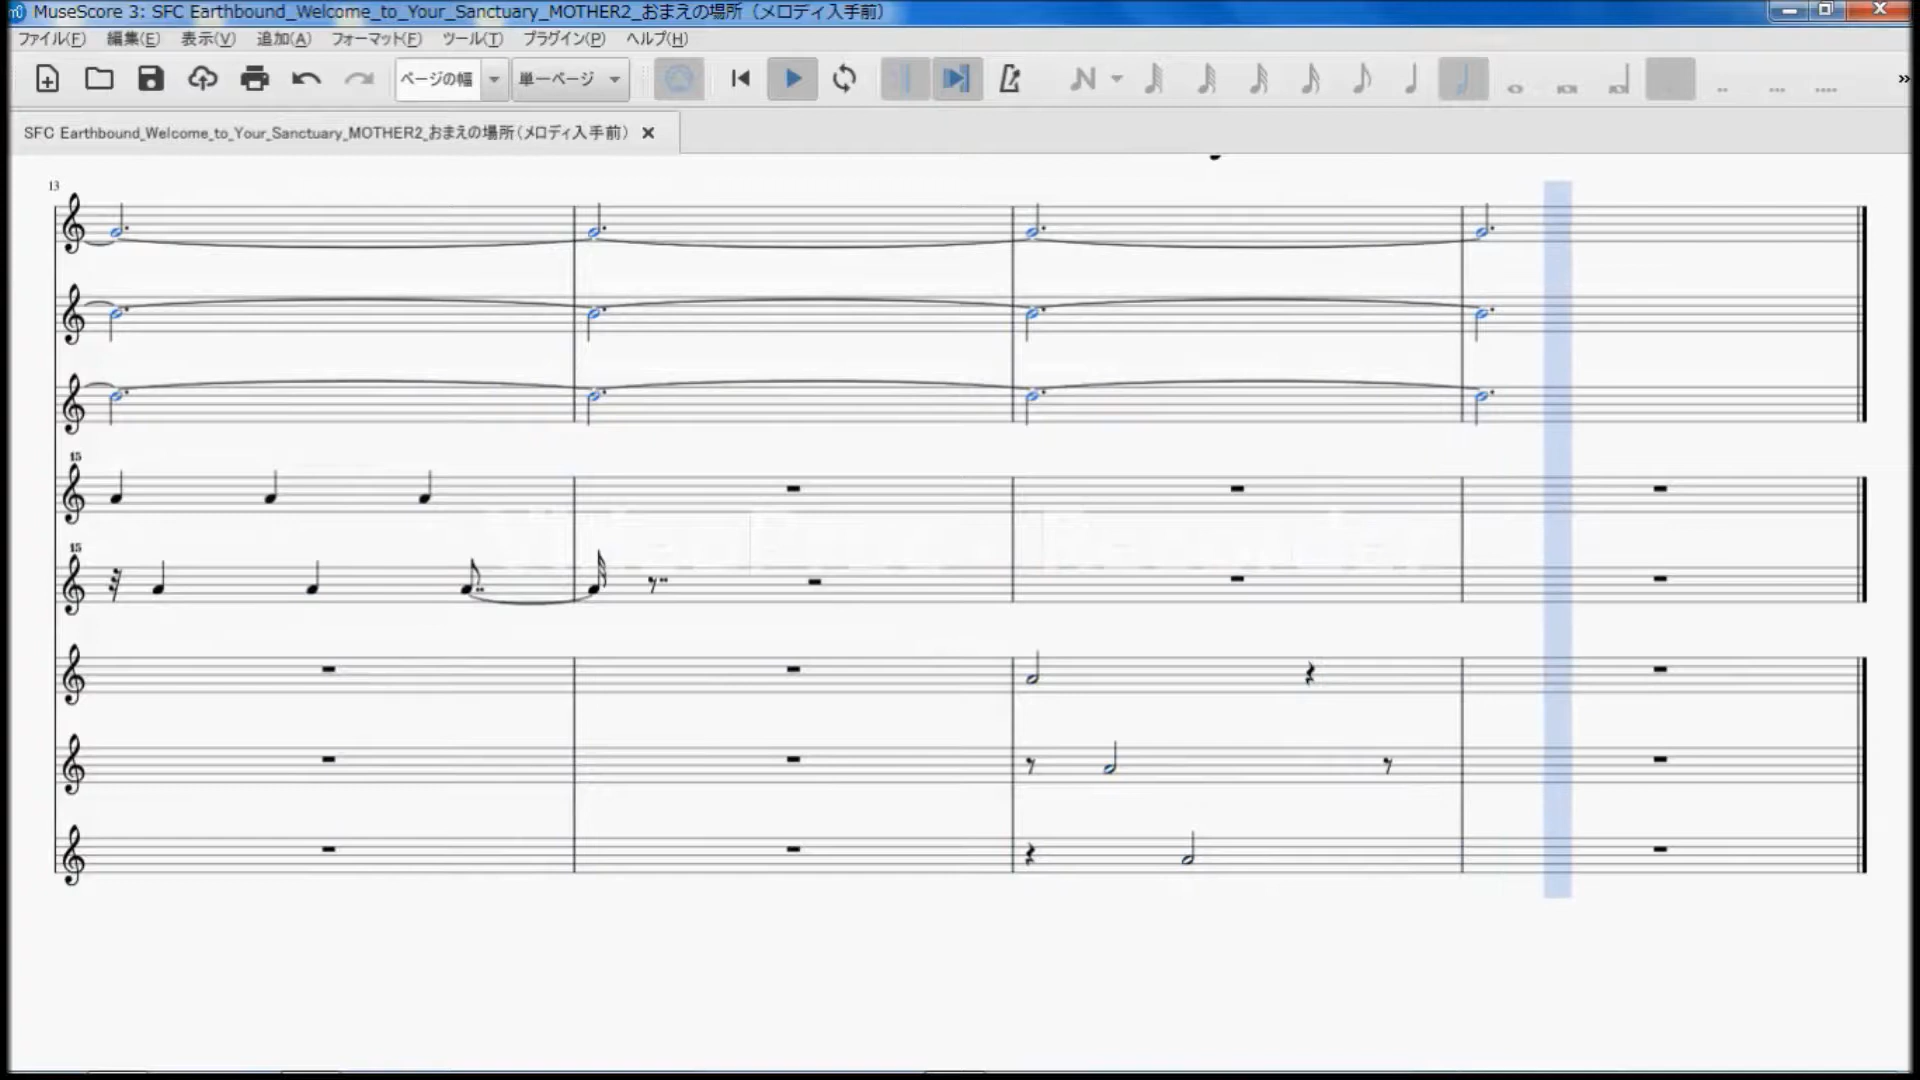 MuseScore 3: SFC Earthbound_Welcome_to_Your_Sanctuary_MOTHER2_おまえの場所（メロディ入手前）
ファイル(F) 編集(E) 表示(V) 追加(A) フォーマット(F) ツール(T) プラグイン(P) ヘルプ(H)
ページの幅 単一ページ
SFC Earthbound_Welcome_to_Your_Sanctuary_MOTHER2_おまえの場所（メロディ入手前）
13
15
15